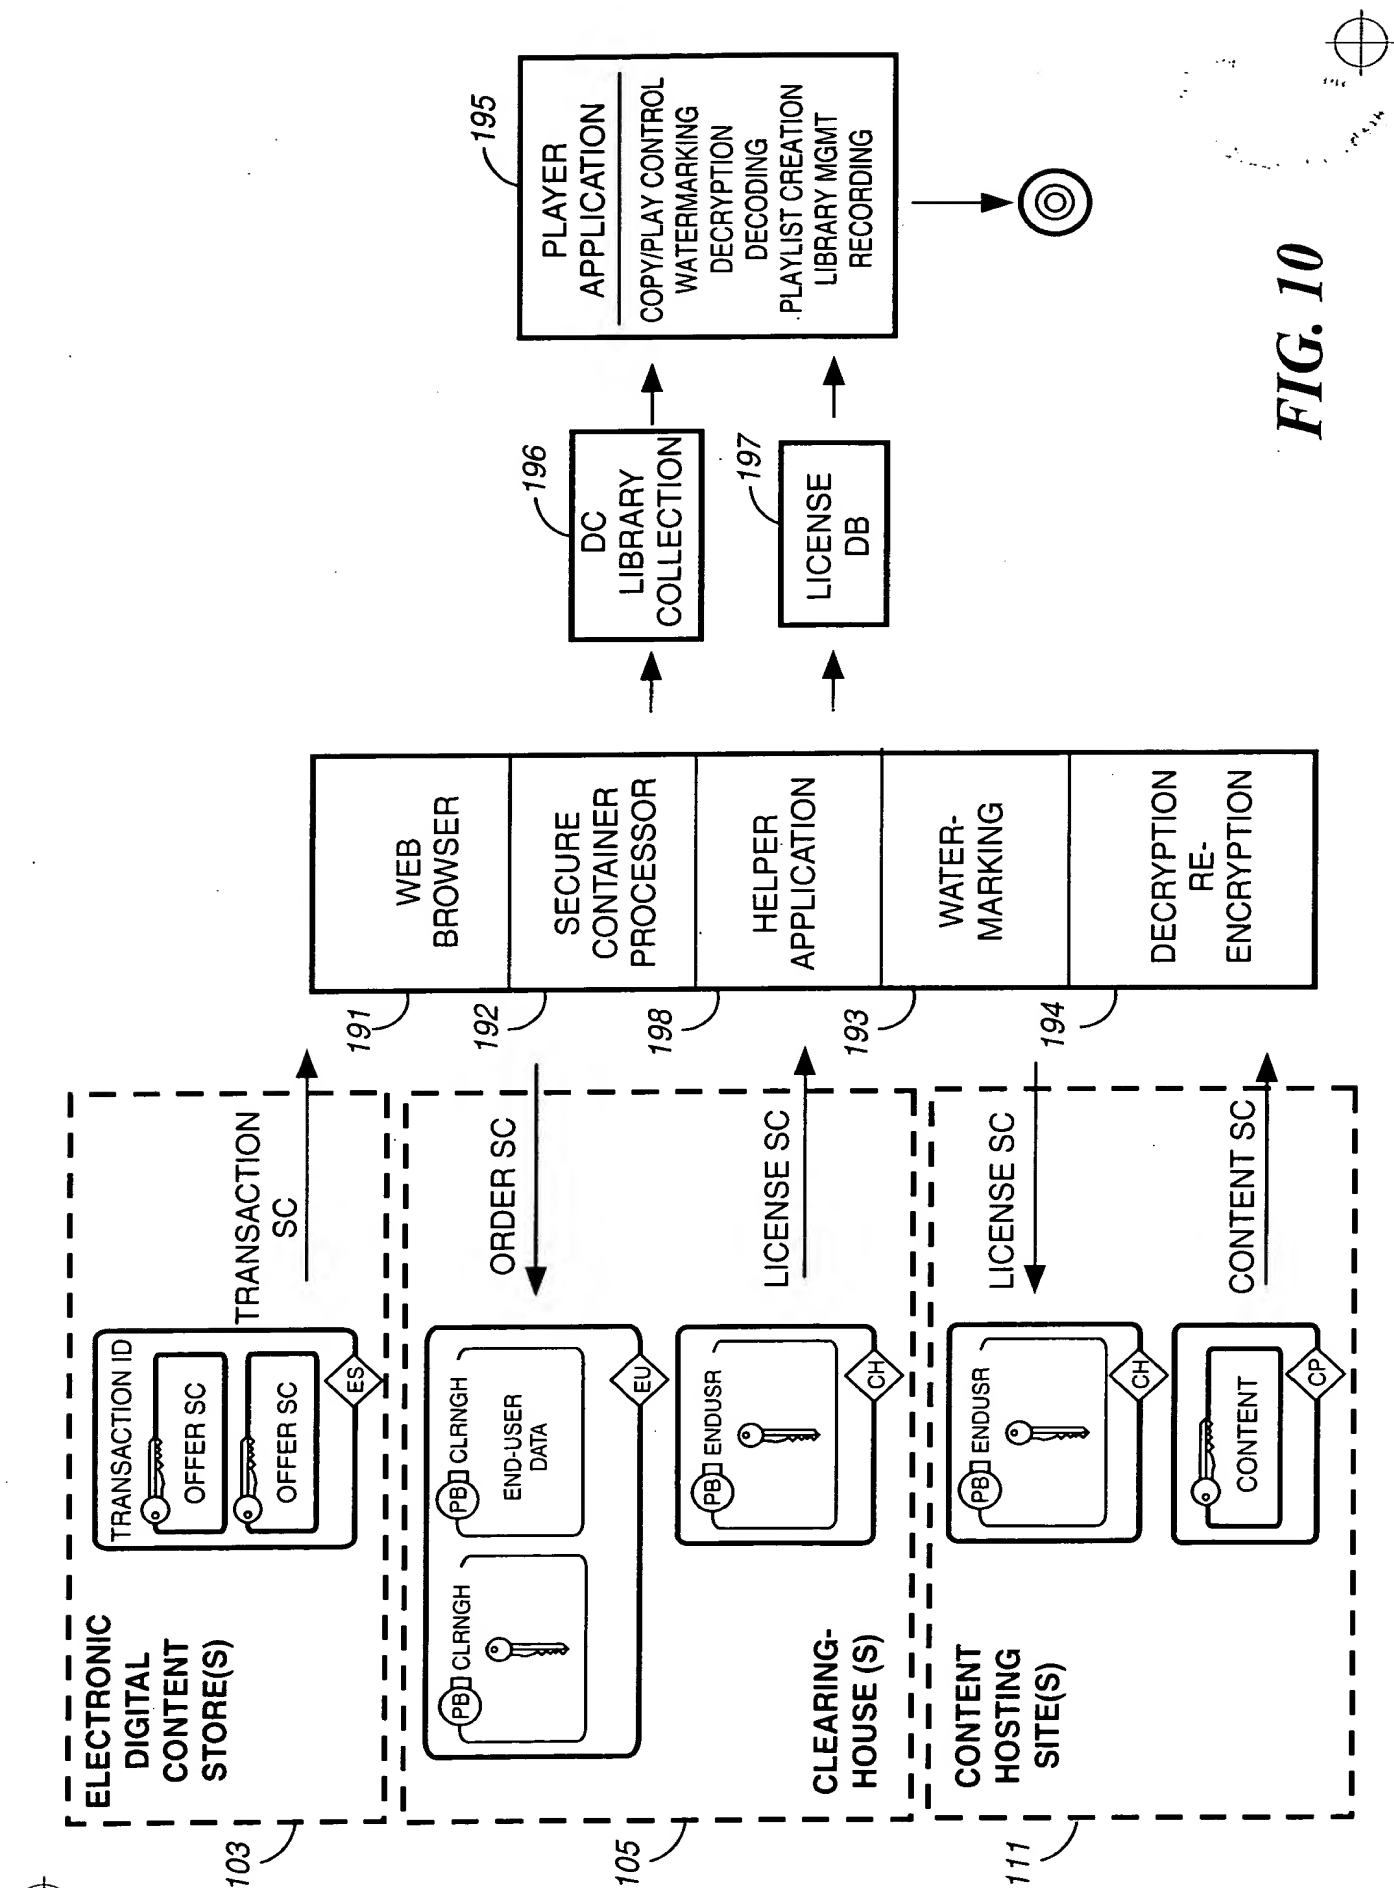 ELECTRONIC
DIGITAL
CONTENT
STORE(S)
103
TRANSACTION ID
OFFER SC
OFFER SC
ES
TRANSACTION
SC
CLEARING-
HOUSE (S)
105
PB CLRNGH
PB CLRNGH
END-USER
DATA
EU
ORDER SC
PB ENDUSR
CH
LICENSE SC
CONTENT
HOSTING
SITE(S)
111
PB ENDUSR
CH
LICENSE SC
CONTENT
CP
CONTENT SC
191
WEB
BROWSER
192
SECURE
CONTAINER
PROCESSOR
198
HELPER
APPLICATION
193
WATER-
MARKING
194
DECRYPTION
RE-
ENCRYPTION
196
DC
LIBRARY
COLLECTION
197
LICENSE
DB
195
PLAYER
APPLICATION
COPY/PLAY CONTROL
WATERMARKING
DECRYPTION
DECODING
PLAYLIST CREATION
LIBRARY MGMT
RECORDING
FIG. 10